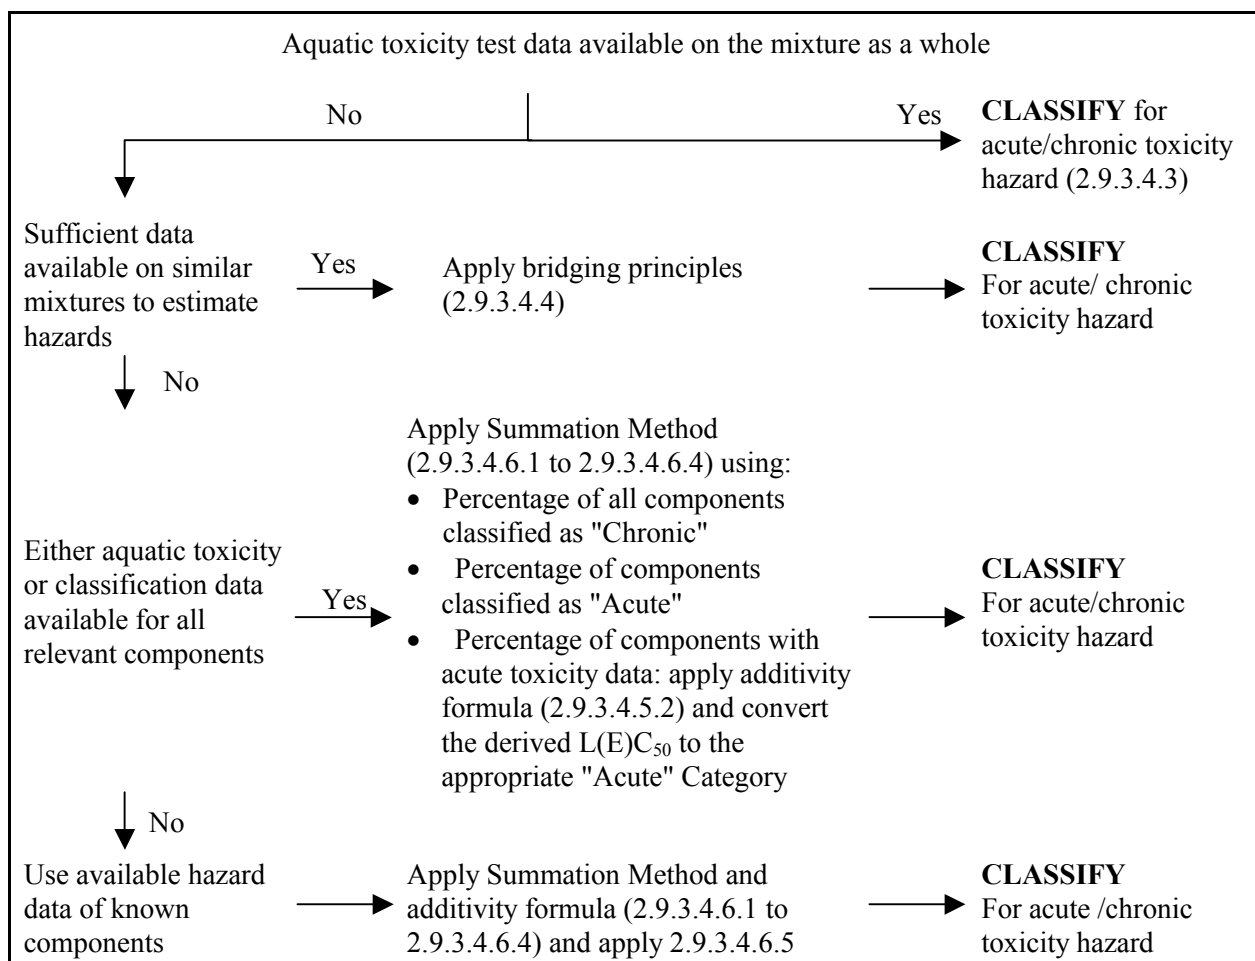 Aquatic toxicity test data available on the mixture as a whole
No
Yes
CLASSIFY for
acute/chronic toxicity
hazard (2.9.3.4.3)
Sufficient data
available on similar
mixtures to estimate
hazards
Yes
Apply bridging principles
(2.9.3.4.4)
CLASSIFY
For acute/ chronic
toxicity hazard
No
Either aquatic toxicity
or classification data
available for all
relevant components
Yes
Apply Summation Method
(2.9.3.4.6.1 to 2.9.3.4.6.4) using:
• Percentage of all components
classified as "Chronic"
• Percentage of components
classified as "Acute"
• Percentage of components with
acute toxicity data: apply additivity
formula (2.9.3.4.5.2) and convert
the derived L(E)C₅₀ to the
appropriate "Acute" Category
CLASSIFY
For acute/chronic
toxicity hazard
No
Use available hazard
data of known
components
Apply Summation Method and
additivity formula (2.9.3.4.6.1 to
2.9.3.4.6.4) and apply 2.9.3.4.6.5
CLASSIFY
For acute /chronic
toxicity hazard